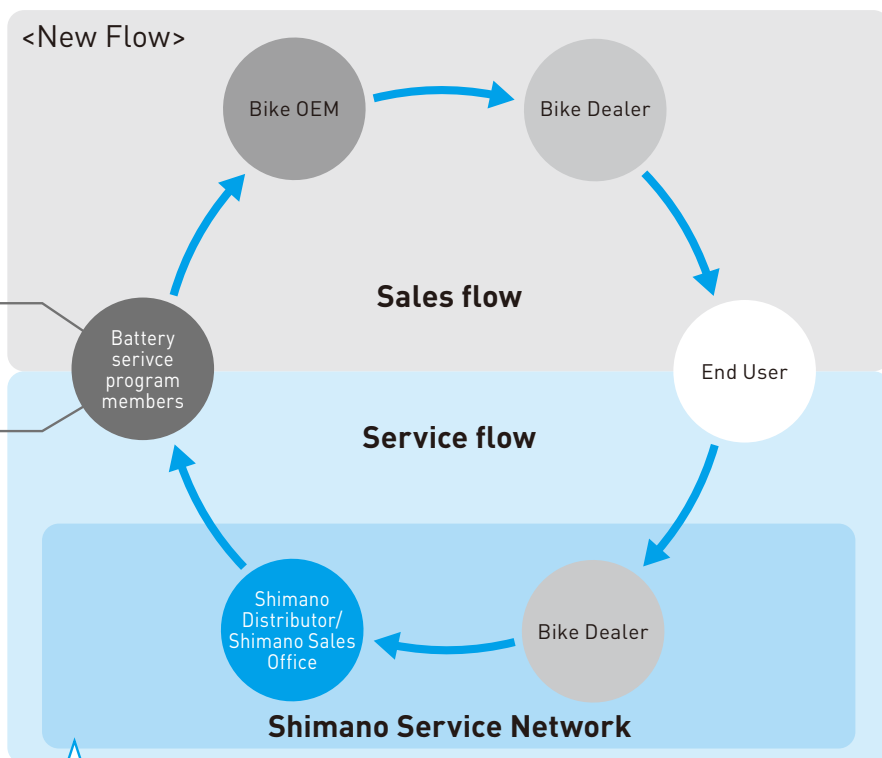 <New Flow>
Bike OEM
Bike Dealer
Sales flow
Battery
serivce
program
members
End User
Service flow
Shimano
Distributor/
Shimano Sales
Office
Bike Dealer
Shimano Service Network